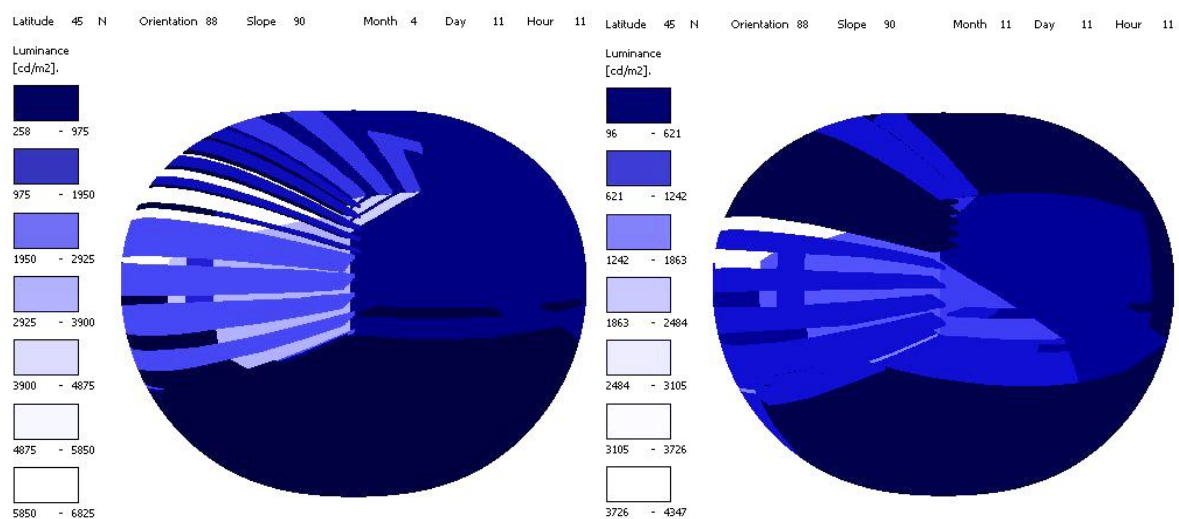 Latitude 45 N Orientation 88 Slope 90 Month 4 Day 11 Hour 11
Luminance
[cd/m2].
258 - 975
975 - 1950
1950 - 2925
2925 - 3900
3900 - 4875
4875 - 5850
5850 - 6825
Latitude 45 N Orientation 88 Slope 90 Month 11 Day 11 Hour 11
Luminance
[cd/m2].
96 - 621
621 - 1242
1242 - 1863
1863 - 2484
2484 - 3105
3105 - 3726
3726 - 4347